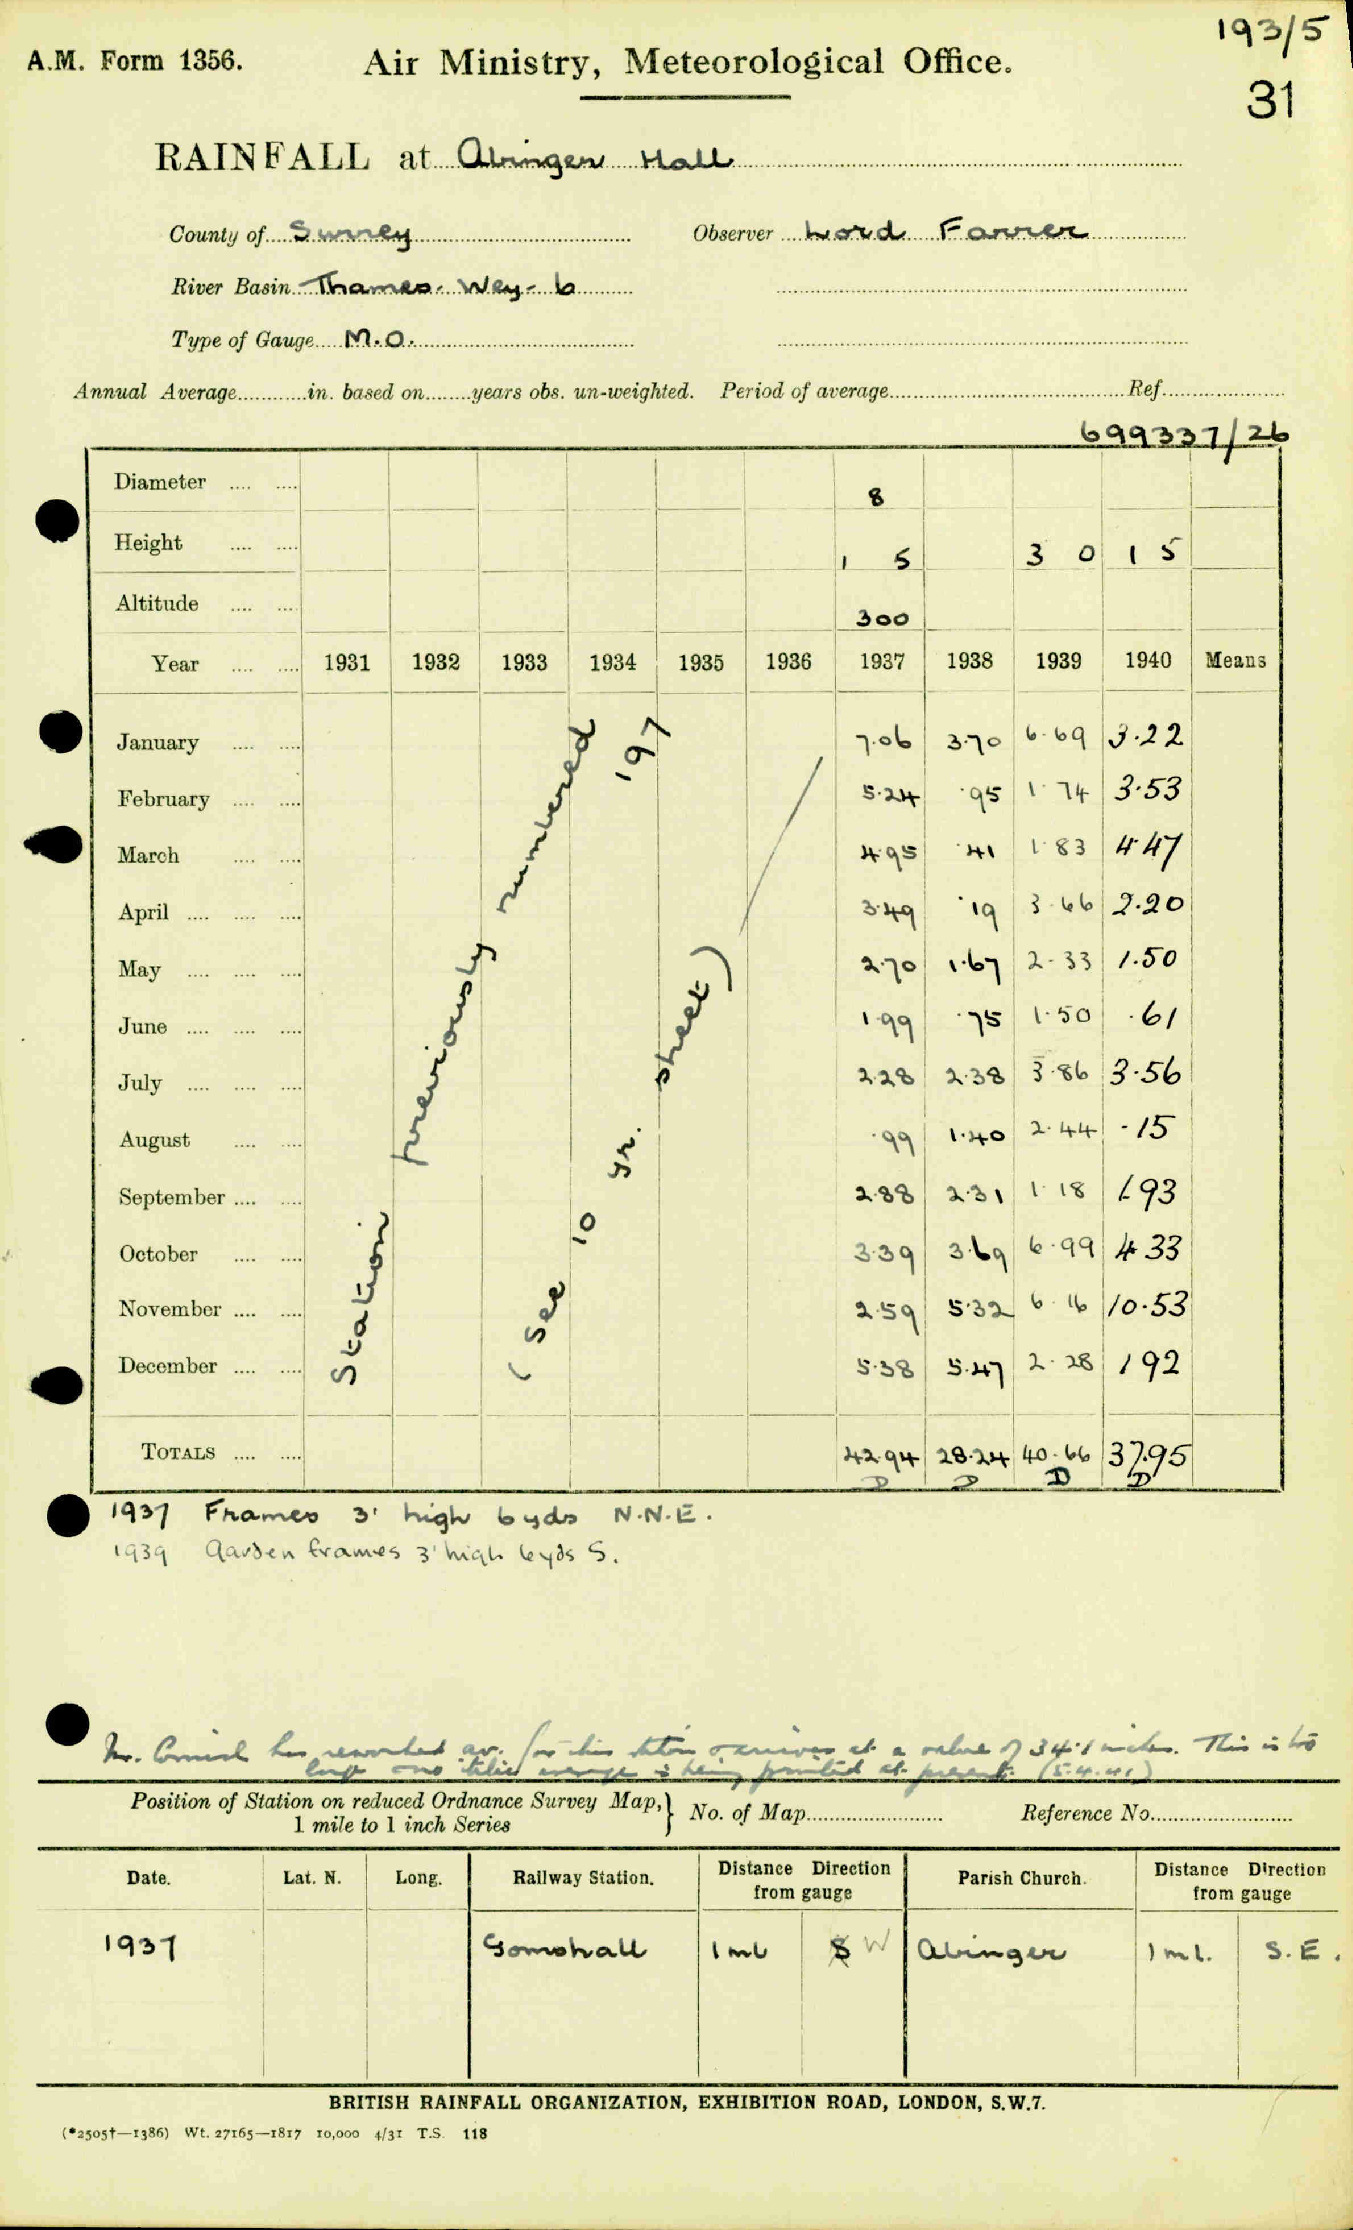 193/5
A.M. Form 1356. Air Ministry, Meteorological Office.
31
RAINFALL at Abinger Hall
County of Surrey Observer Lord Farrer
River Basin Thames - Wey - 6
Type of Gauge M.O.
Annual Average in. based on years obs. un-weighted. Period of average Ref.
699337/26
Diameter 8
Height 1 5 3 0 1 5
Altitude 300
Year 1931 1932 1933 1934 1935 1936 1937 1938 1939 1940 Means
January 7.06 3.70 6.69 3.22
February 5.24 .95 1.74 3.53
March 4.95 .41 1.83 4.47
April 3.49 .19 3.66 2.20
May 2.70 1.67 2.33 1.50
June 1.99 .75 1.50 .61
July 2.28 2.38 3.86 3.56
August .99 1.40 2.44 .15
September 2.88 2.31 1.18 1.93
October 3.39 3.69 6.99 4.33
November 2.59 5.32 6.16 10.53
December 5.38 5.47 2.28 1.92
Station previously numbered 197
(See 10 yr. sheet)
TOTALS 42.94 28.24 40.66 37.95
D D D D
1937 Frames 3' high 6 yds N.N.E.
1939 Garden frames 3' high 6 yds S.
has av. for this at a value of 34.1 inches. This is too
average is being printed at present. (5.4.41)
Position of Station on reduced Ordnance Survey Map, } No. of Map Reference No.
1 mile to 1 inch Series
Date. Lat. N. Long. Railway Station. Distance Direction from gauge Parish Church. Distance Direction from gauge
1937 Gomshall 1 ml S W Abinger 1 ml. S.E.
BRITISH RAINFALL ORGANIZATION, EXHIBITION ROAD, LONDON, S.W.7.
(*2505†—1386) Wt. 27165—1817 10,000 4/31 T.S. 118